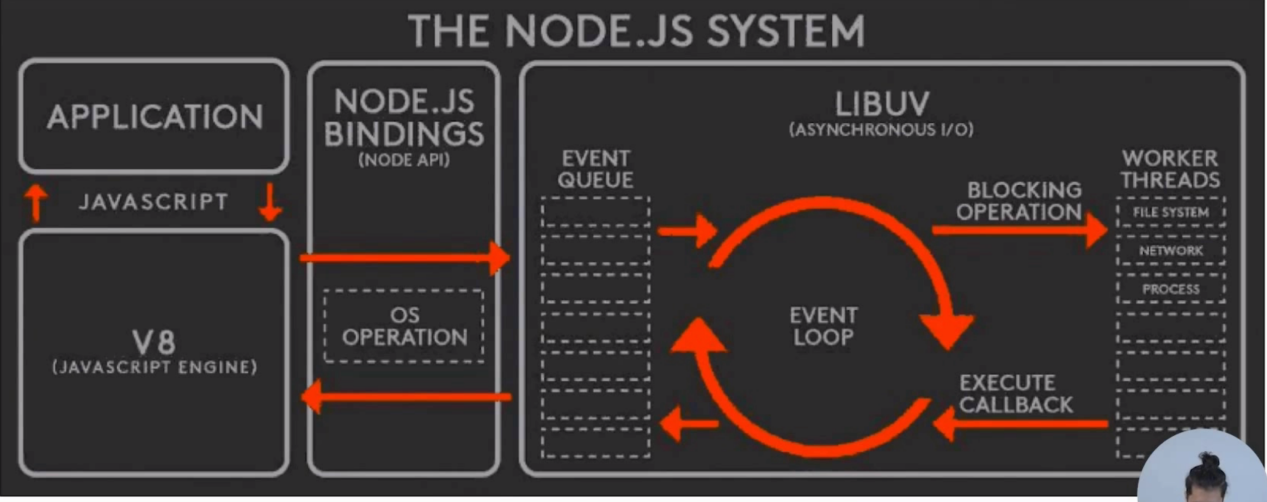 THE NODE.JS SYSTEM
APPLICATION
JAVASCRIPT
V8
(JAVASCRIPT ENGINE)
NODE.JS
BINDINGS
(NODE API)
OS
OPERATION
LIBUV
(ASYNCHRONOUS I/O)
EVENT
QUEUE
EVENT
LOOP
BLOCKING
OPERATION
EXECUTE
CALLBACK
WORKER
THREADS
FILE SYSTEM
NETWORK
PROCESS